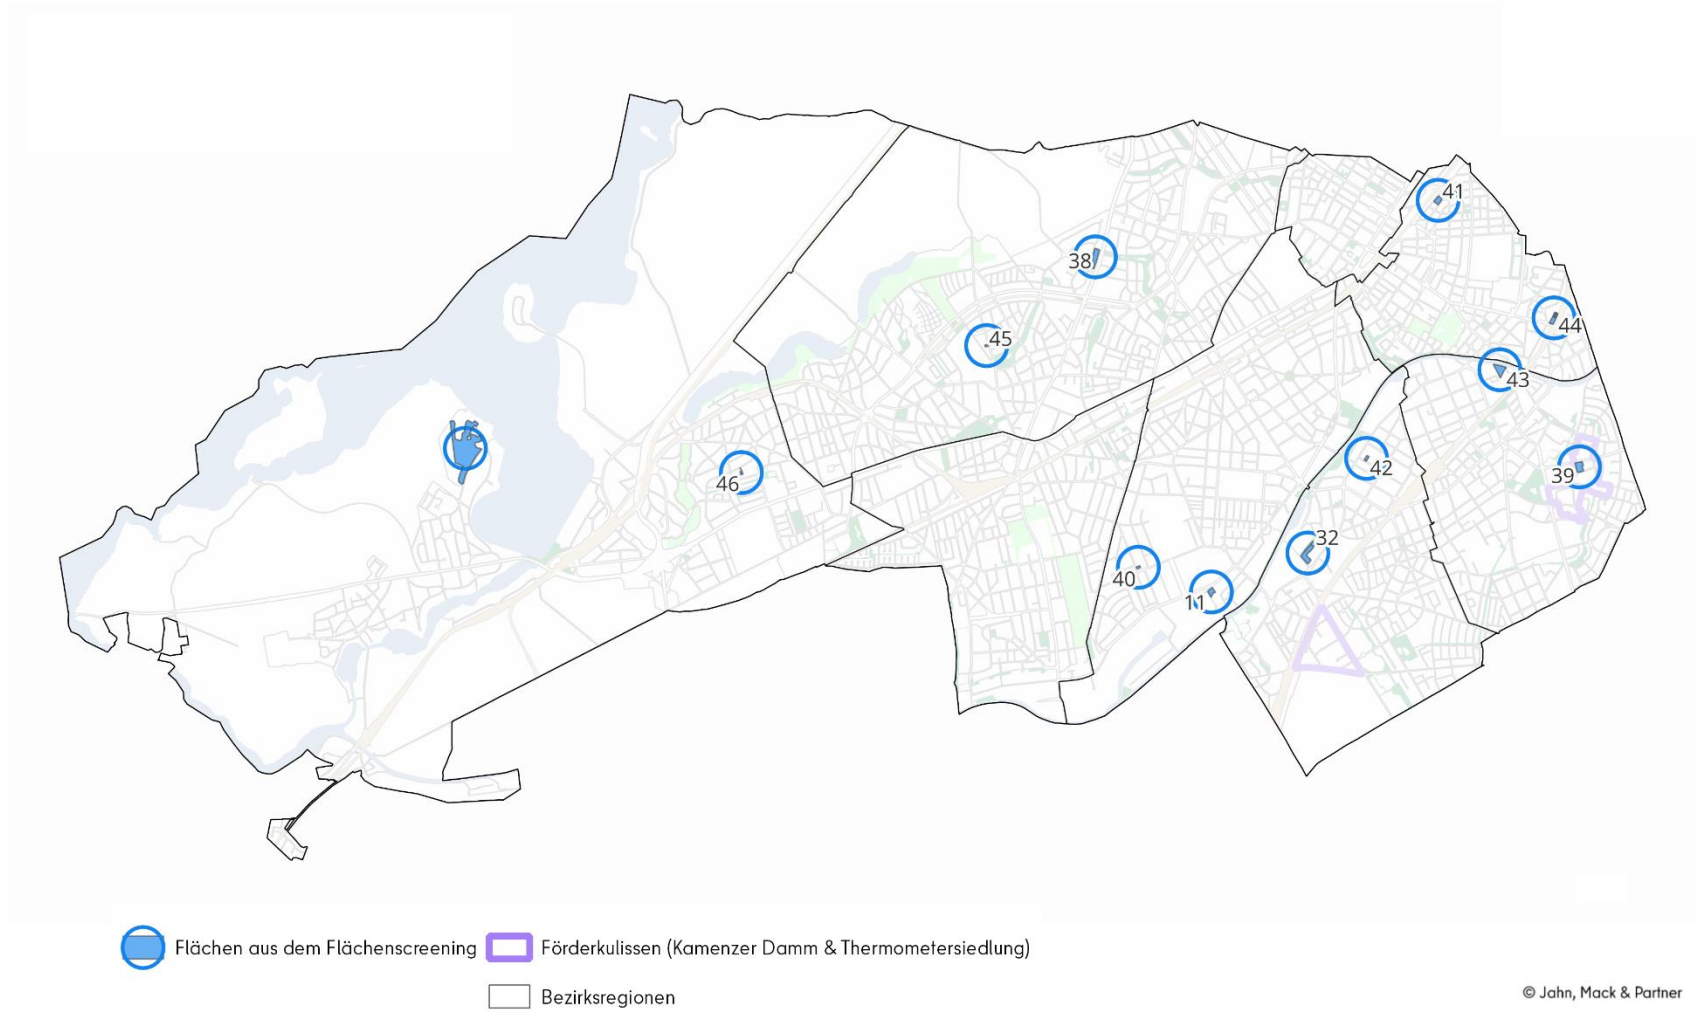 41
38
44
45
43
46
42
39
32
40
11
Flächen aus dem Flächenscreening
Förderkulissen (Kamenzer Damm & Thermometersiedlung)
Bezirksregionen
© Jahn, Mack & Partner